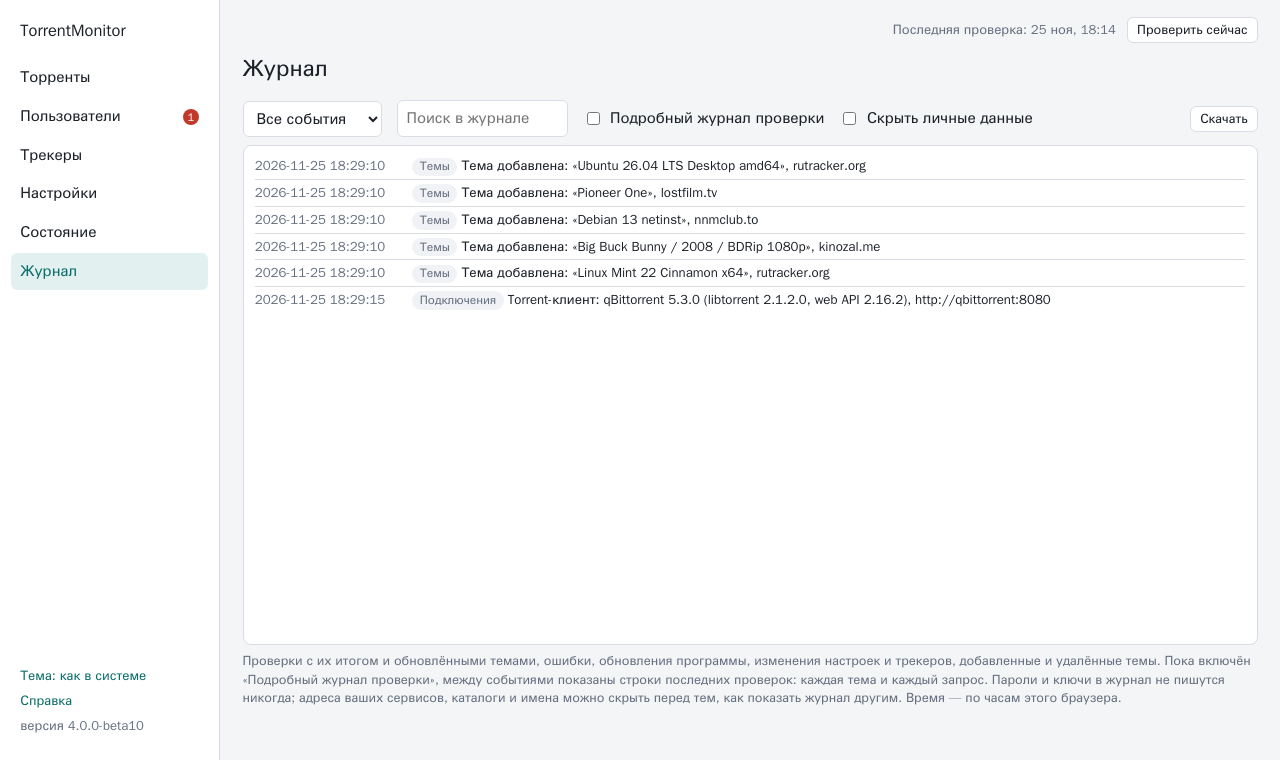 TorrentMonitor
Торренты
Пользователи 1
Трекеры
Настройки
Состояние
Журнал
Тема: как в системе
Справка
версия 4.0.0-beta10
Последняя проверка: 25 ноя, 18:14 Проверить сейчас
Журнал
Все события Поиск в журнале Подробный журнал проверки Скрыть личные данные Скачать
2026-11-25 18:29:10 Темы Тема добавлена: «Ubuntu 26.04 LTS Desktop amd64», rutracker.org
2026-11-25 18:29:10 Темы Тема добавлена: «Pioneer One», lostfilm.tv
2026-11-25 18:29:10 Темы Тема добавлена: «Debian 13 netinst», nnmclub.to
2026-11-25 18:29:10 Темы Тема добавлена: «Big Buck Bunny / 2008 / BDRip 1080p», kinozal.me
2026-11-25 18:29:10 Темы Тема добавлена: «Linux Mint 22 Cinnamon x64», rutracker.org
2026-11-25 18:29:15 Подключения Torrent-клиент: qBittorrent 5.3.0 (libtorrent 2.1.2.0, web API 2.16.2), http://qbittorrent:8080
Проверки с их итогом и обновлёнными темами, ошибки, обновления программы, изменения настроек и трекеров, добавленные и удалённые темы. Пока включён
«Подробный журнал проверки», между событиями показаны строки последних проверок: каждая тема и каждый запрос. Пароли и ключи в журнал не пишутся
никогда; адреса ваших сервисов, каталоги и имена можно скрыть перед тем, как показать журнал другим. Время — по часам этого браузера.